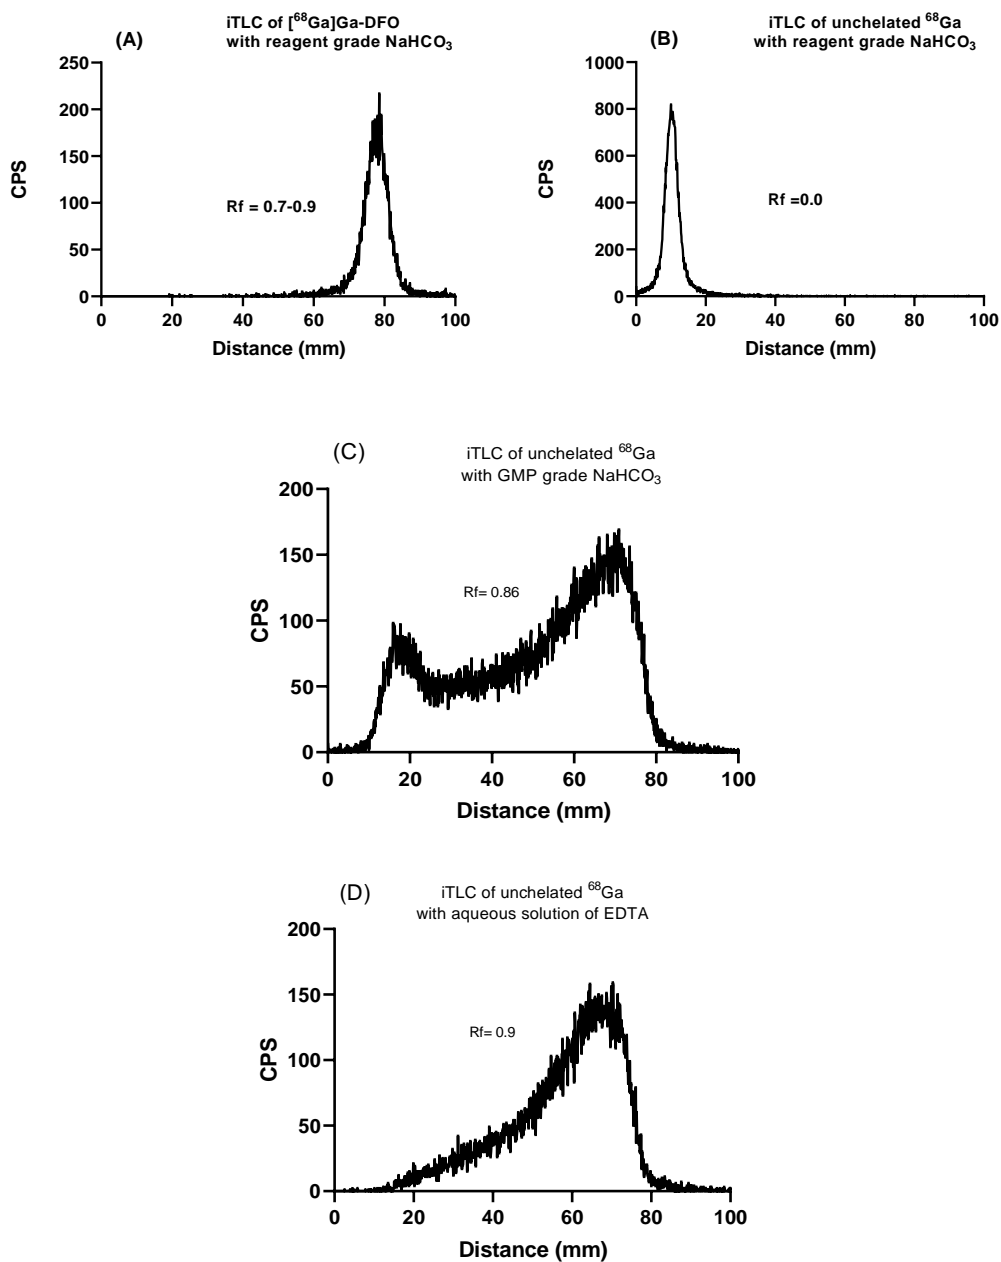 (A)
iTLC of [⁶⁸Ga]Ga-DFO
with reagent grade NaHCO₃
250
200
150
100
50
0
CPS
Rf = 0.7-0.9
0 20 40 60 80 100
Distance (mm)
(B)
iTLC of unchelated ⁶⁸Ga
with reagent grade NaHCO₃
1000
800
600
400
200
0
CPS
Rf =0.0
0 20 40 60 80 100
Distance (mm)
(C)
iTLC of unchelated ⁶⁸Ga
with GMP grade NaHCO₃
200
150
100
50
0
CPS
Rf= 0.86
0 20 40 60 80 100
Distance (mm)
(D)
iTLC of unchelated ⁶⁸Ga
with aqueous solution of EDTA
200
150
100
50
0
CPS
Rf= 0.9
0 20 40 60 80 100
Distance (mm)